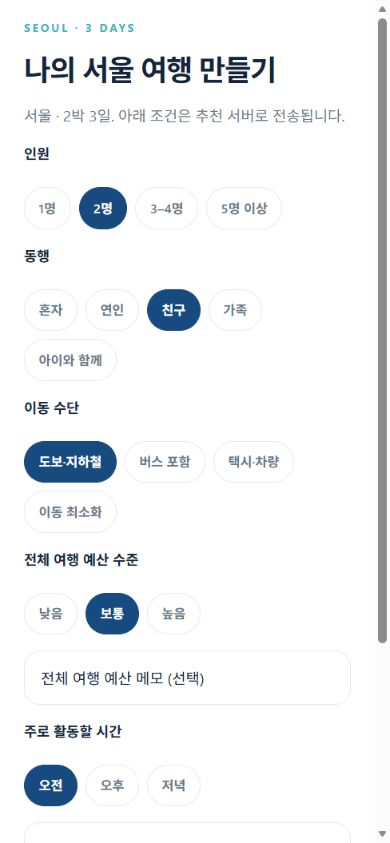 SEOUL · 3 DAYS
나의 서울 여행 만들기
서울 · 2박 3일. 아래 조건은 추천 서버로 전송됩니다.
인원
1명 2명 3–4명 5명 이상
동행
혼자 연인 친구 가족
아이와 함께
이동 수단
도보·지하철 버스 포함 택시·차량
이동 최소화
전체 여행 예산 수준
낮음 보통 높음
전체 여행 예산 메모 (선택)
주로 활동할 시간
오전 오후 저녁